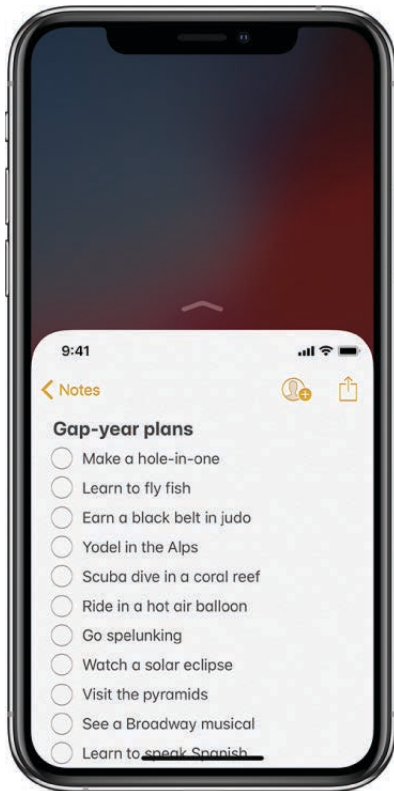 9:41
Notes
Gap-year plans
Make a hole-in-one
Learn to fly fish
Earn a black belt in judo
Yodel in the Alps
Scuba dive in a coral reef
Ride in a hot air balloon
Go spelunking
Watch a solar eclipse
Visit the pyramids
See a Broadway musical
Learn to speak Spanish